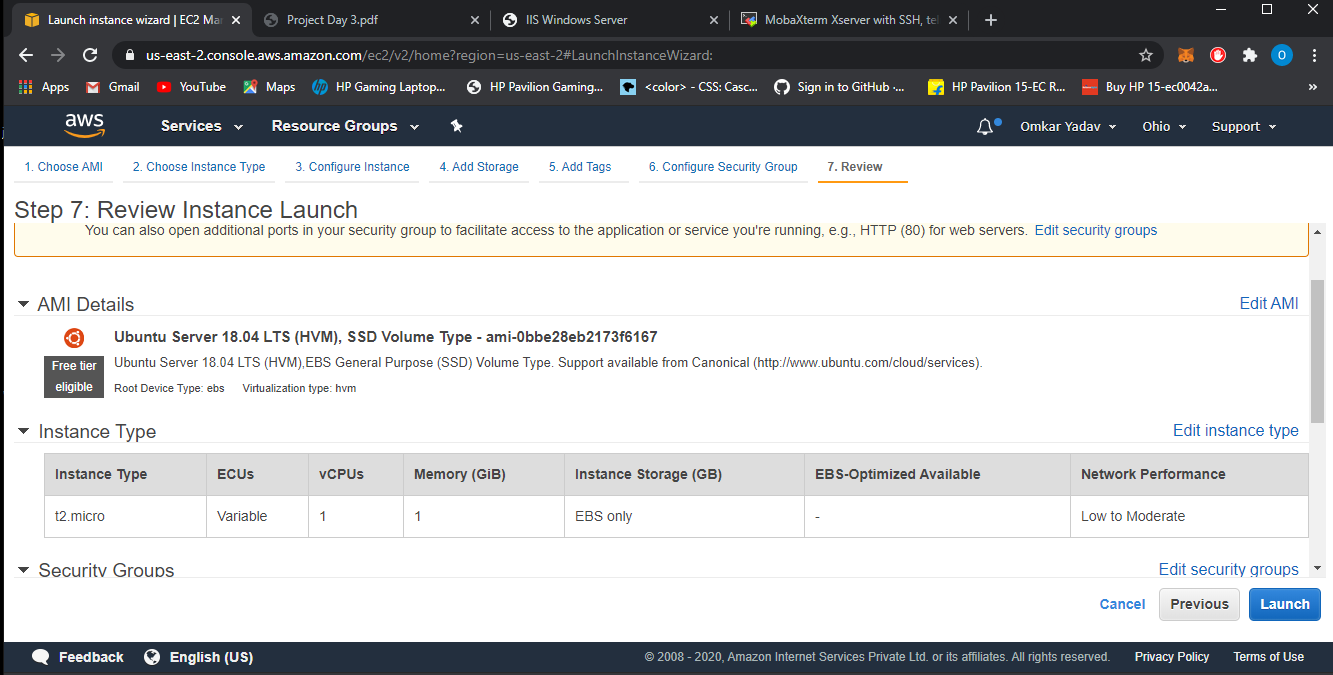 Launch instance wizard | EC2 Mar
Project Day 3.pdf
IIS Windows Server
MobaXterm Xserver with SSH, tel
us-east-2.console.aws.amazon.com/ec2/v2/home?region=us-east-2#LaunchInstanceWizard:
O
Apps
Gmail
YouTube
Maps
HP Gaming Laptop...
HP Pavilion Gaming...
<color> - CSS: Casc...
Sign in to GitHub ·...
HP Pavilion 15-EC R...
Buy HP 15-ec0042a...
»
aws
Services
Resource Groups
Omkar Yadav
Ohio
Support
1. Choose AMI
2. Choose Instance Type
3. Configure Instance
4. Add Storage
5. Add Tags
6. Configure Security Group
7. Review
Step 7: Review Instance Launch
You can also open additional ports in your security group to facilitate access to the application or service you're running, e.g., HTTP (80) for web servers. Edit security groups
AMI Details
Edit AMI
Free tier
eligible
Ubuntu Server 18.04 LTS (HVM), SSD Volume Type - ami-0bbe28eb2173f6167
Ubuntu Server 18.04 LTS (HVM),EBS General Purpose (SSD) Volume Type. Support available from Canonical (http://www.ubuntu.com/cloud/services).
Root Device Type: ebs Virtualization type: hvm
Instance Type
Edit instance type
Instance Type ECUs vCPUs Memory (GiB) Instance Storage (GB) EBS-Optimized Available Network Performance
t2.micro Variable 1 1 EBS only - Low to Moderate
Security Groups
Edit security groups
Cancel
Previous
Launch
Feedback
English (US)
© 2008 - 2020, Amazon Internet Services Private Ltd. or its affiliates. All rights reserved.
Privacy Policy
Terms of Use